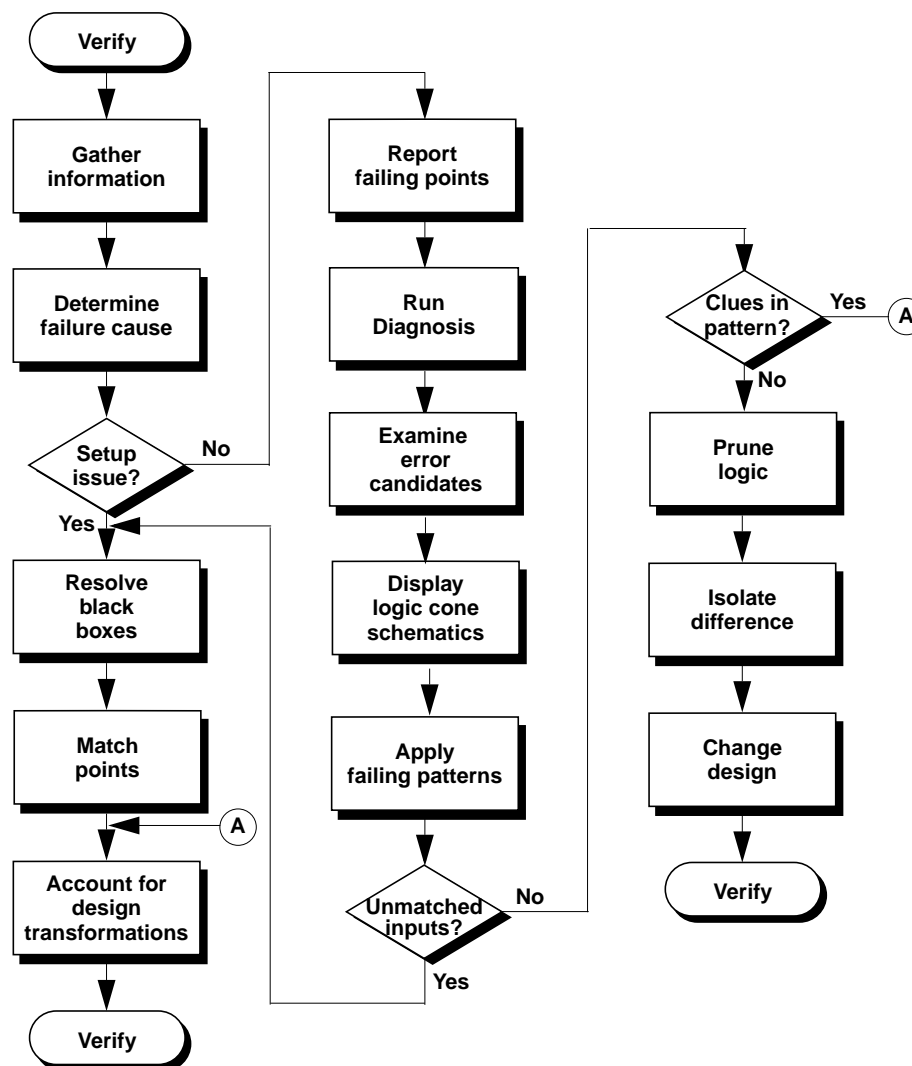 Verify
Gather
information
Determine
failure cause
Setup
issue?
No
Yes
Resolve
black
boxes
Match
points
A
Account for
design
transformations
Verify
Report
failing points
Run
Diagnosis
Examine
error
candidates
Display
logic cone
schematics
Apply
failing patterns
Unmatched
inputs?
No
Yes
Clues in
pattern?
Yes
A
No
Prune
logic
Isolate
difference
Change
design
Verify